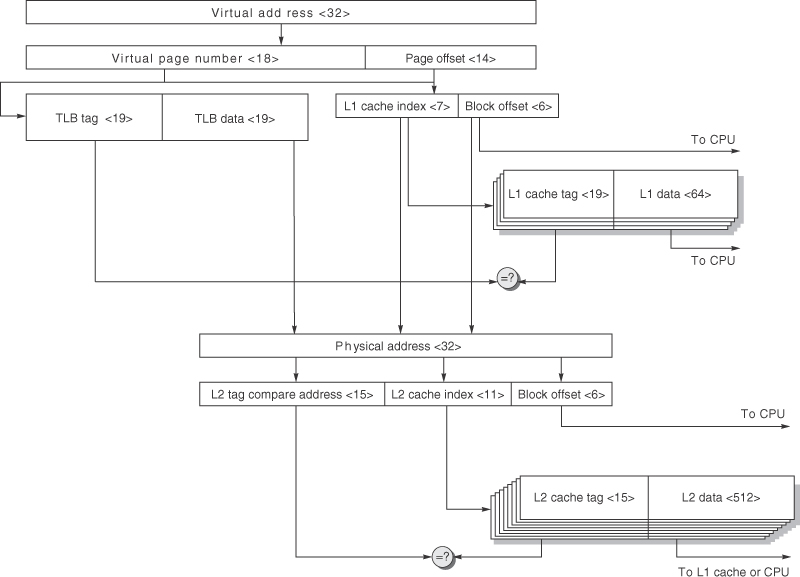 Virtual add ress <32>
Virtual page number <18>
Page offset <14>
TLB tag <19>
TLB data <19>
L1 cache index <7>
Block offset <6>
To CPU
L1 cache tag <19>
L1 data <64>
To CPU
=?
Physical address <32>
L2 tag compare address <15>
L2 cache index <11>
Block offset <6>
To CPU
L2 cache tag <15>
L2 data <512>
=?
To L1 cache or CPU